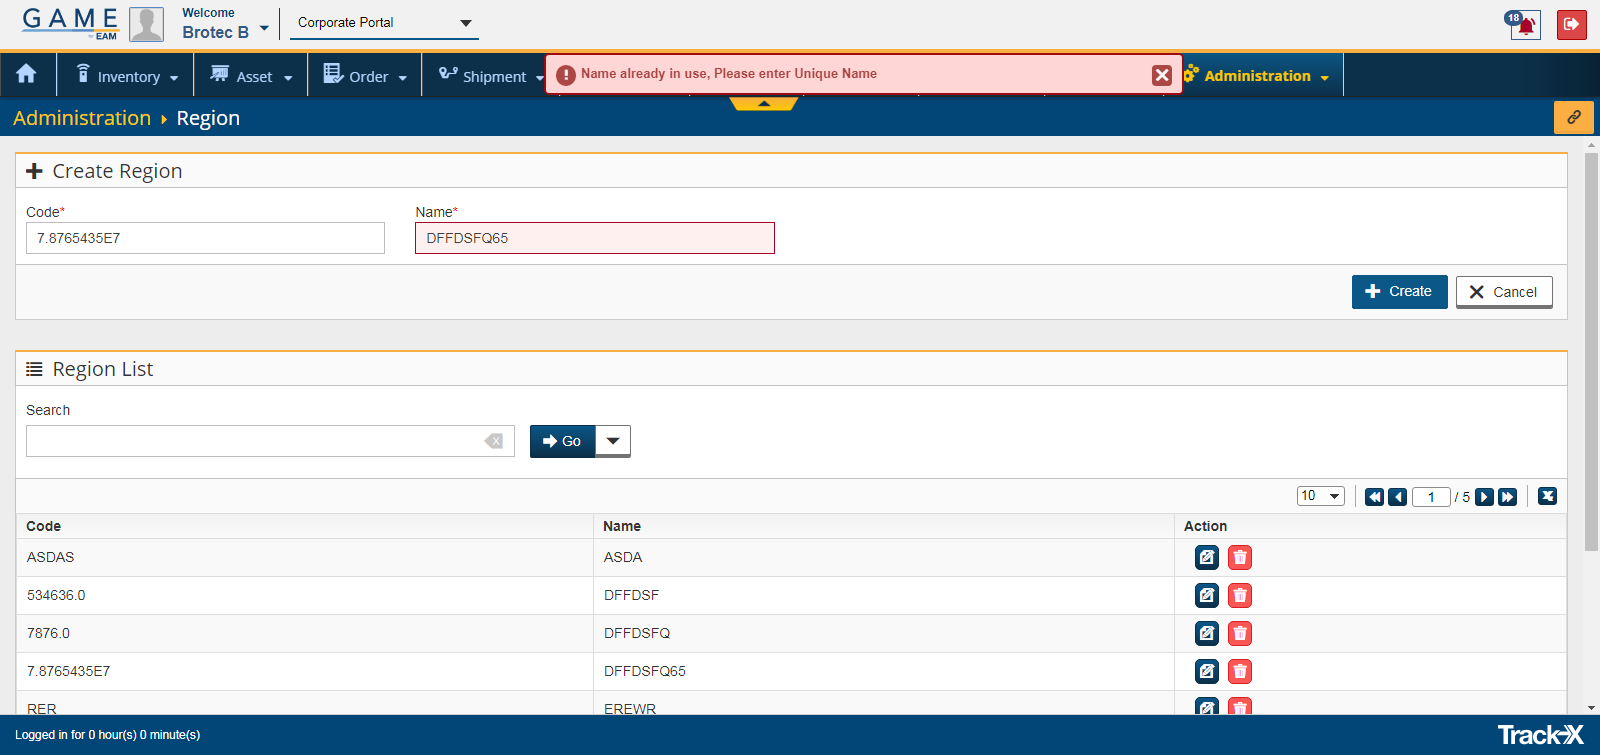 GAME
EAM
Welcome
Brotec B
Corporate Portal
18
Inventory
Asset
Order
Shipment
Name already in use, Please enter Unique Name
Administration
Administration Region
Create Region
Code*
Name*
7.8765435E7
DFFDSFQ65
Create
Cancel
Region List
Search
Go
10
1 / 5
Code Name Action
ASDAS ASDA
534636.0 DFFDSF
7876.0 DFFDSFQ
7.8765435E7 DFFDSFQ65
RER EREWR
Logged in for 0 hour(s) 0 minute(s)
Track-X